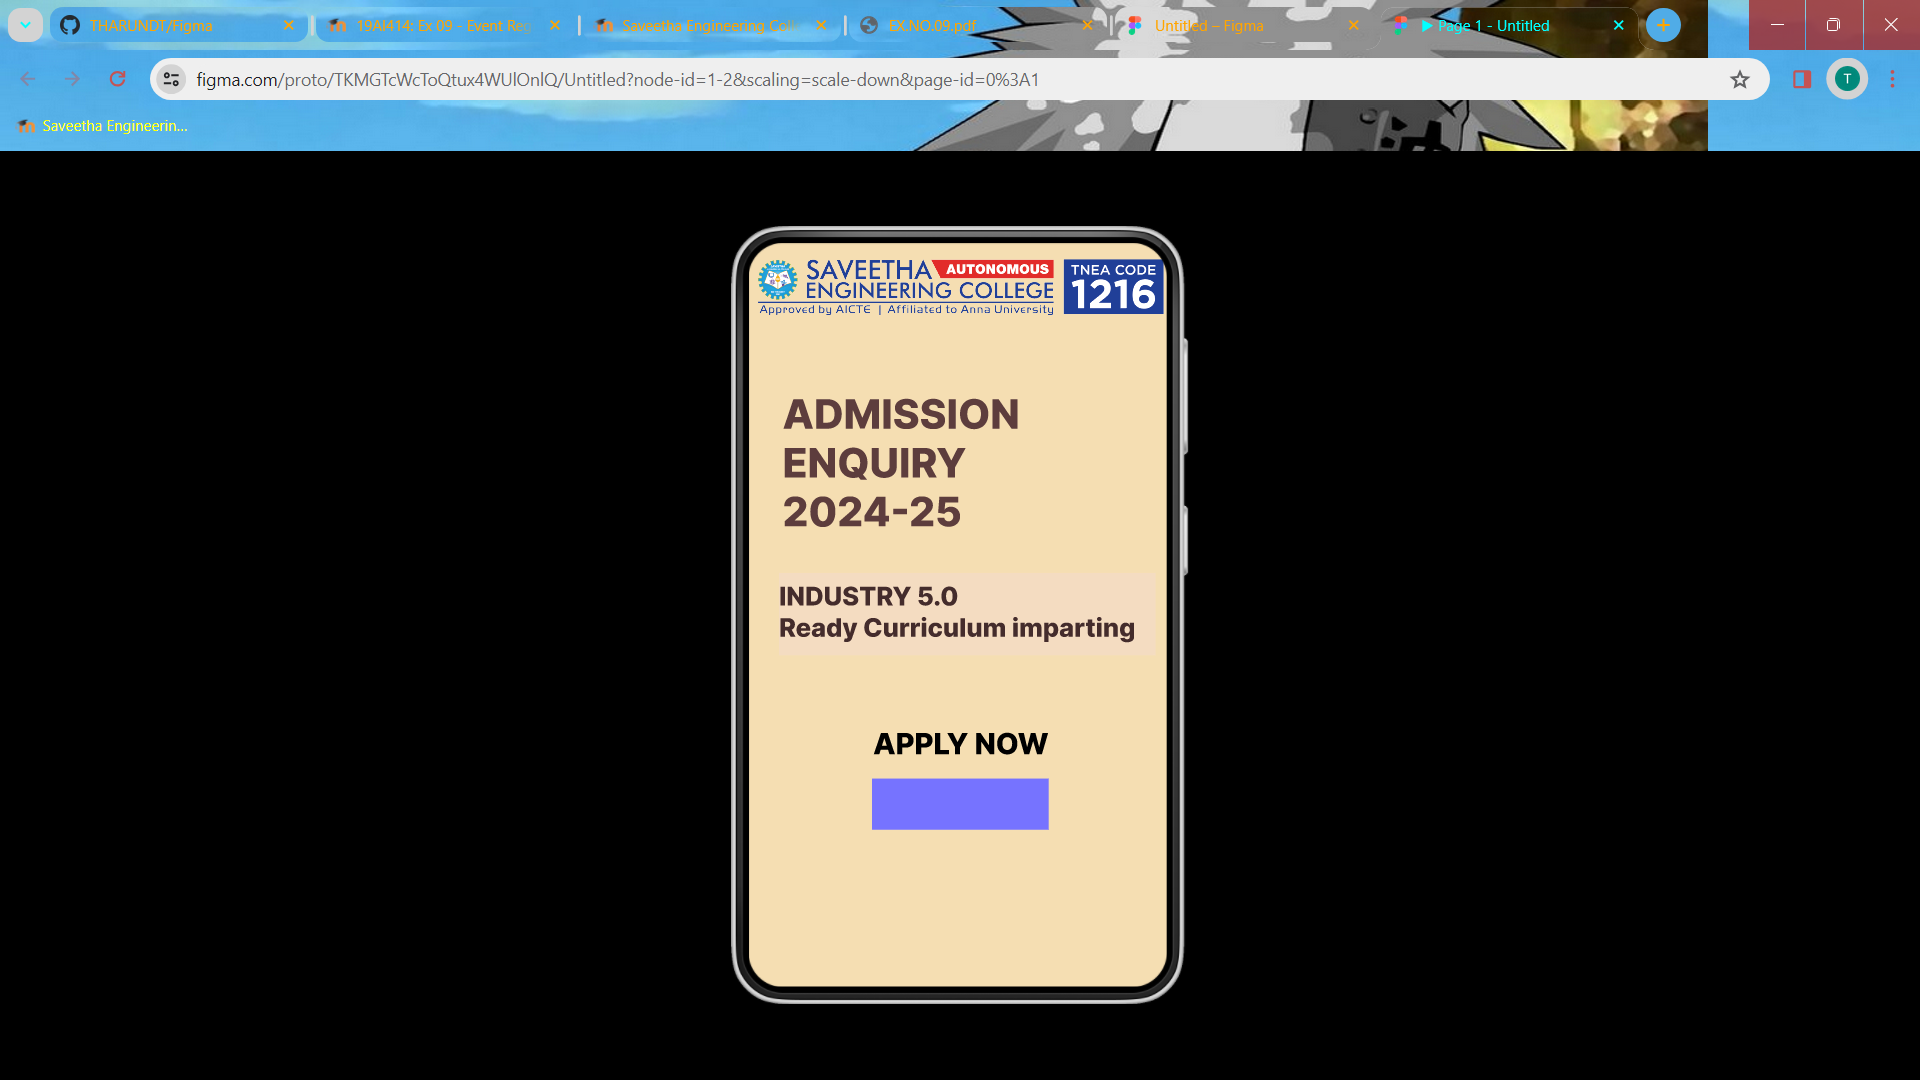 THARUNDT/Figma
19AI414: Ex 09 - Event Reg
Saveetha Engineering Coll
EX.NO.09.pdf
Untitled – Figma
Page 1 - Untitled
figma.com/proto/TKMGTcWcToQtux4WUlOnlQ/Untitled?node-id=1-2&scaling=scale-down&page-id=0%3A1
T
Saveetha Engineerin...
SAVEETHA AUTONOMOUS
ENGINEERING COLLEGE
Approved by AICTE | Affiliated to Anna University
TNEA CODE
1216
ADMISSION
ENQUIRY
2024-25
INDUSTRY 5.0
Ready Curriculum imparting
APPLY NOW